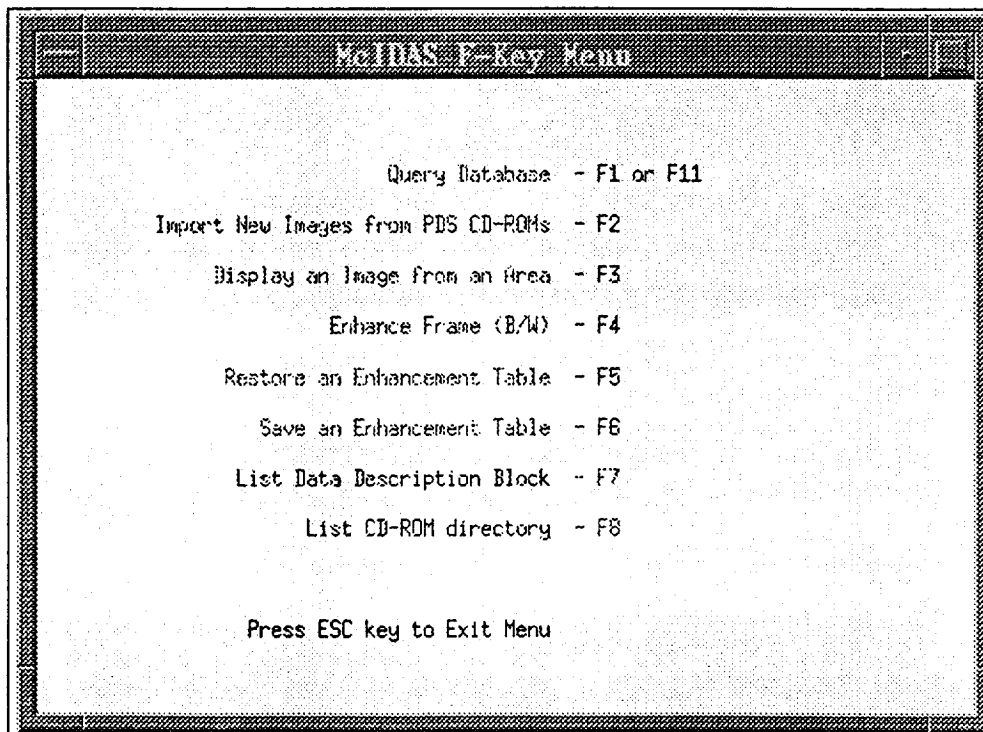 McIDAS F-Key Menu
Query Database - F1 or F11
Import New Images from PDS CD-ROMs - F2
Display an Image from an Area - F3
Enhance Frame (B/W) - F4
Restore an Enhancement Table - F5
Save an Enhancement Table - F6
List Data Description Block - F7
List CD-ROM directory - F8
Press ESC key to Exit Menu